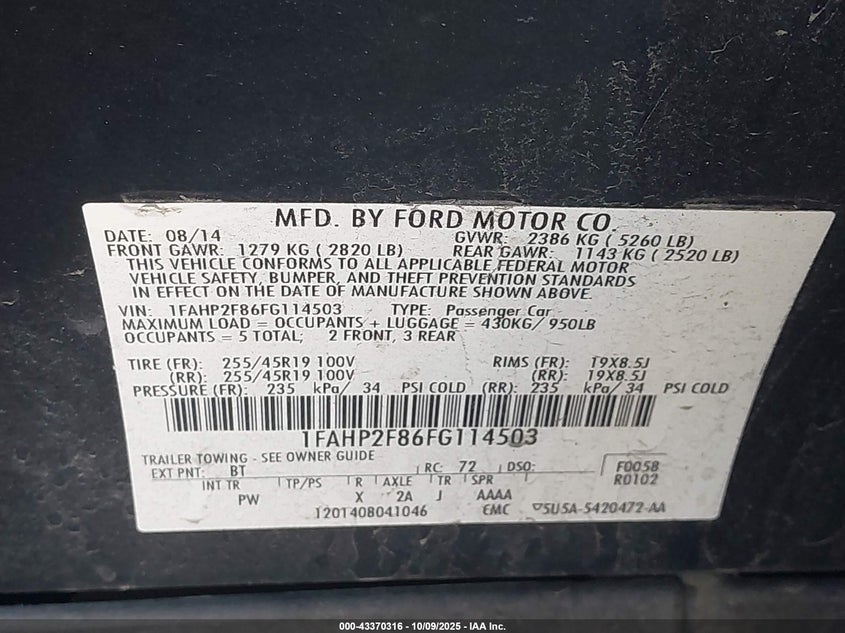 MFD. BY FORD MOTOR CO.
DATE: 08/14 GVWR: 2386 KG ( 5260 LB)
FRONT GAWR: 1279 KG ( 2820 LB) REAR GAWR: 1143 KG ( 2520 LB)
THIS VEHICLE CONFORMS TO ALL APPLICABLE FEDERAL MOTOR
VEHICLE SAFETY, BUMPER, AND THEFT PREVENTION STANDARDS
IN EFFECT ON THE DATE OF MANUFACTURE SHOWN ABOVE.
VIN: 1FAHP2F86FG114503 TYPE: PASSENGER CAR
MAXIMUM LOAD = OCCUPANTS + LUGGAGE = 430KG/ 950LB
OCCUPANTS = 5 TOTAL; 2 FRONT, 3 REAR
TIRE (FR): 255/45R19 100V RIMS (FR): 19X8.5J
(RR): 255/45R19 100V (RR): 19X8.5J
PRESSURE (FR): 235 kPa/ 34 PSI COLD (RR): 235 kPa/ 34 PSI COLD
1FAHP2F86FG114503
TRAILER TOWING - SEE OWNER GUIDE
EXT PNT: BT RC: 72 DSO: F0058
R0102
INT TR TP/PS R AXLE TR SPR
PW X 2A J AAAA
1201408041046 EMC 5U5A-5420472-AA
000-43370316 - 10/09/2025 - IAA Inc.